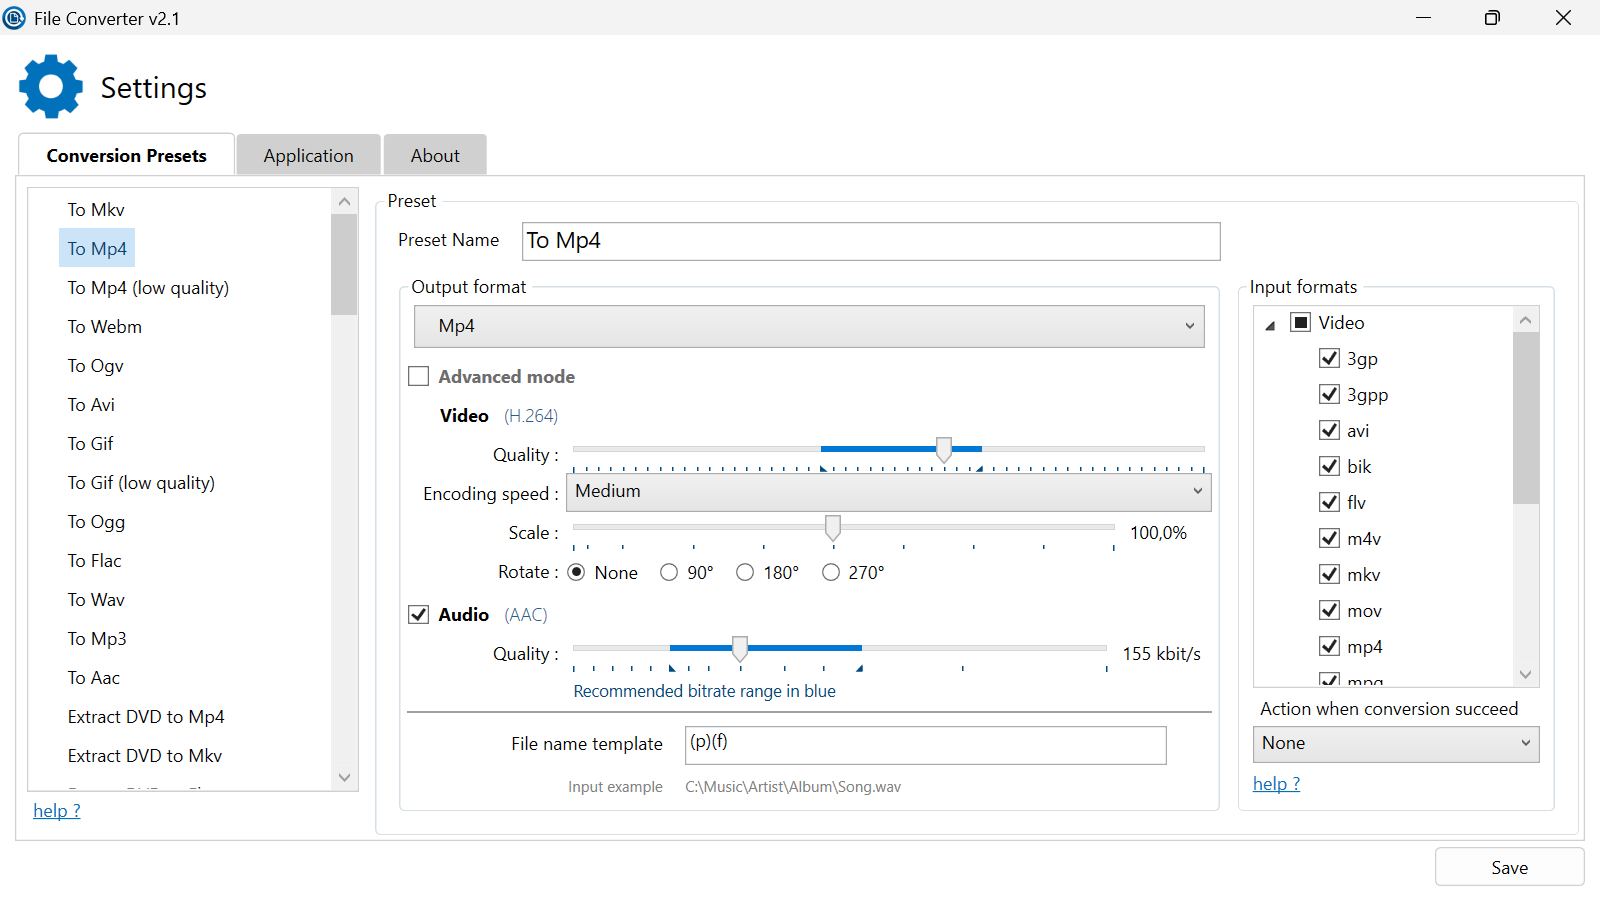 File Converter v2.1
Settings
Conversion Presets
Application
About
To Mkv
To Mp4
To Mp4 (low quality)
To Webm
To Ogv
To Avi
To Gif
To Gif (low quality)
To Ogg
To Flac
To Wav
To Mp3
To Aac
Extract DVD to Mp4
Extract DVD to Mkv
help ?
Preset
Preset Name To Mp4
Output format
Mp4
Advanced mode
Video (H.264)
Quality :
Encoding speed : Medium
Scale : 100,0%
Rotate : None 90° 180° 270°
Audio (AAC)
Quality : 155 kbit/s
Recommended bitrate range in blue
File name template (p)(f)
Input example C:\Music\Artist\Album\Song.wav
Input formats
Video
3gp
3gpp
avi
bik
flv
m4v
mkv
mov
mp4
mpg
Action when conversion succeed
None
help ?
Save